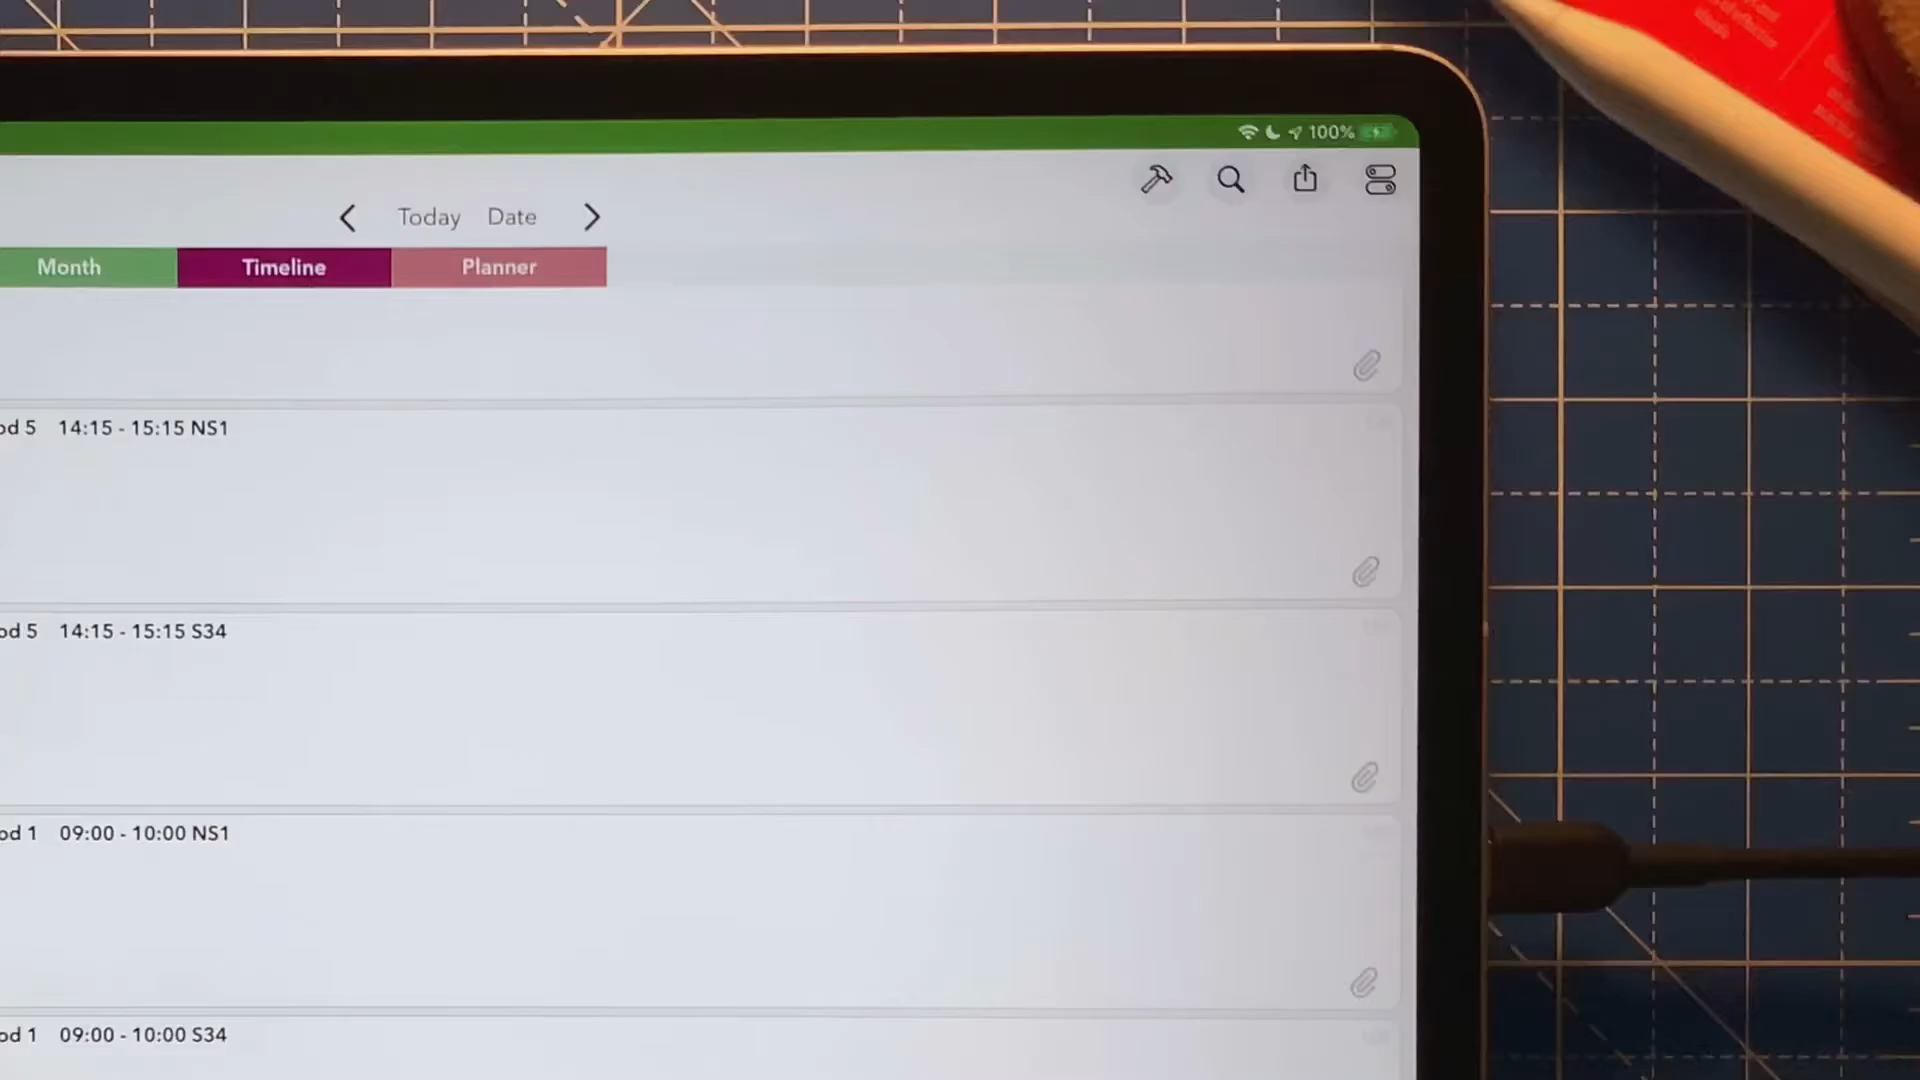 100%
Today Date
Month Timeline Planner
od 5 14:15 - 15:15 NS1
od 5 14:15 - 15:15 S34
od 1 09:00 - 10:00 NS1
od 1 09:00 - 10:00 S34